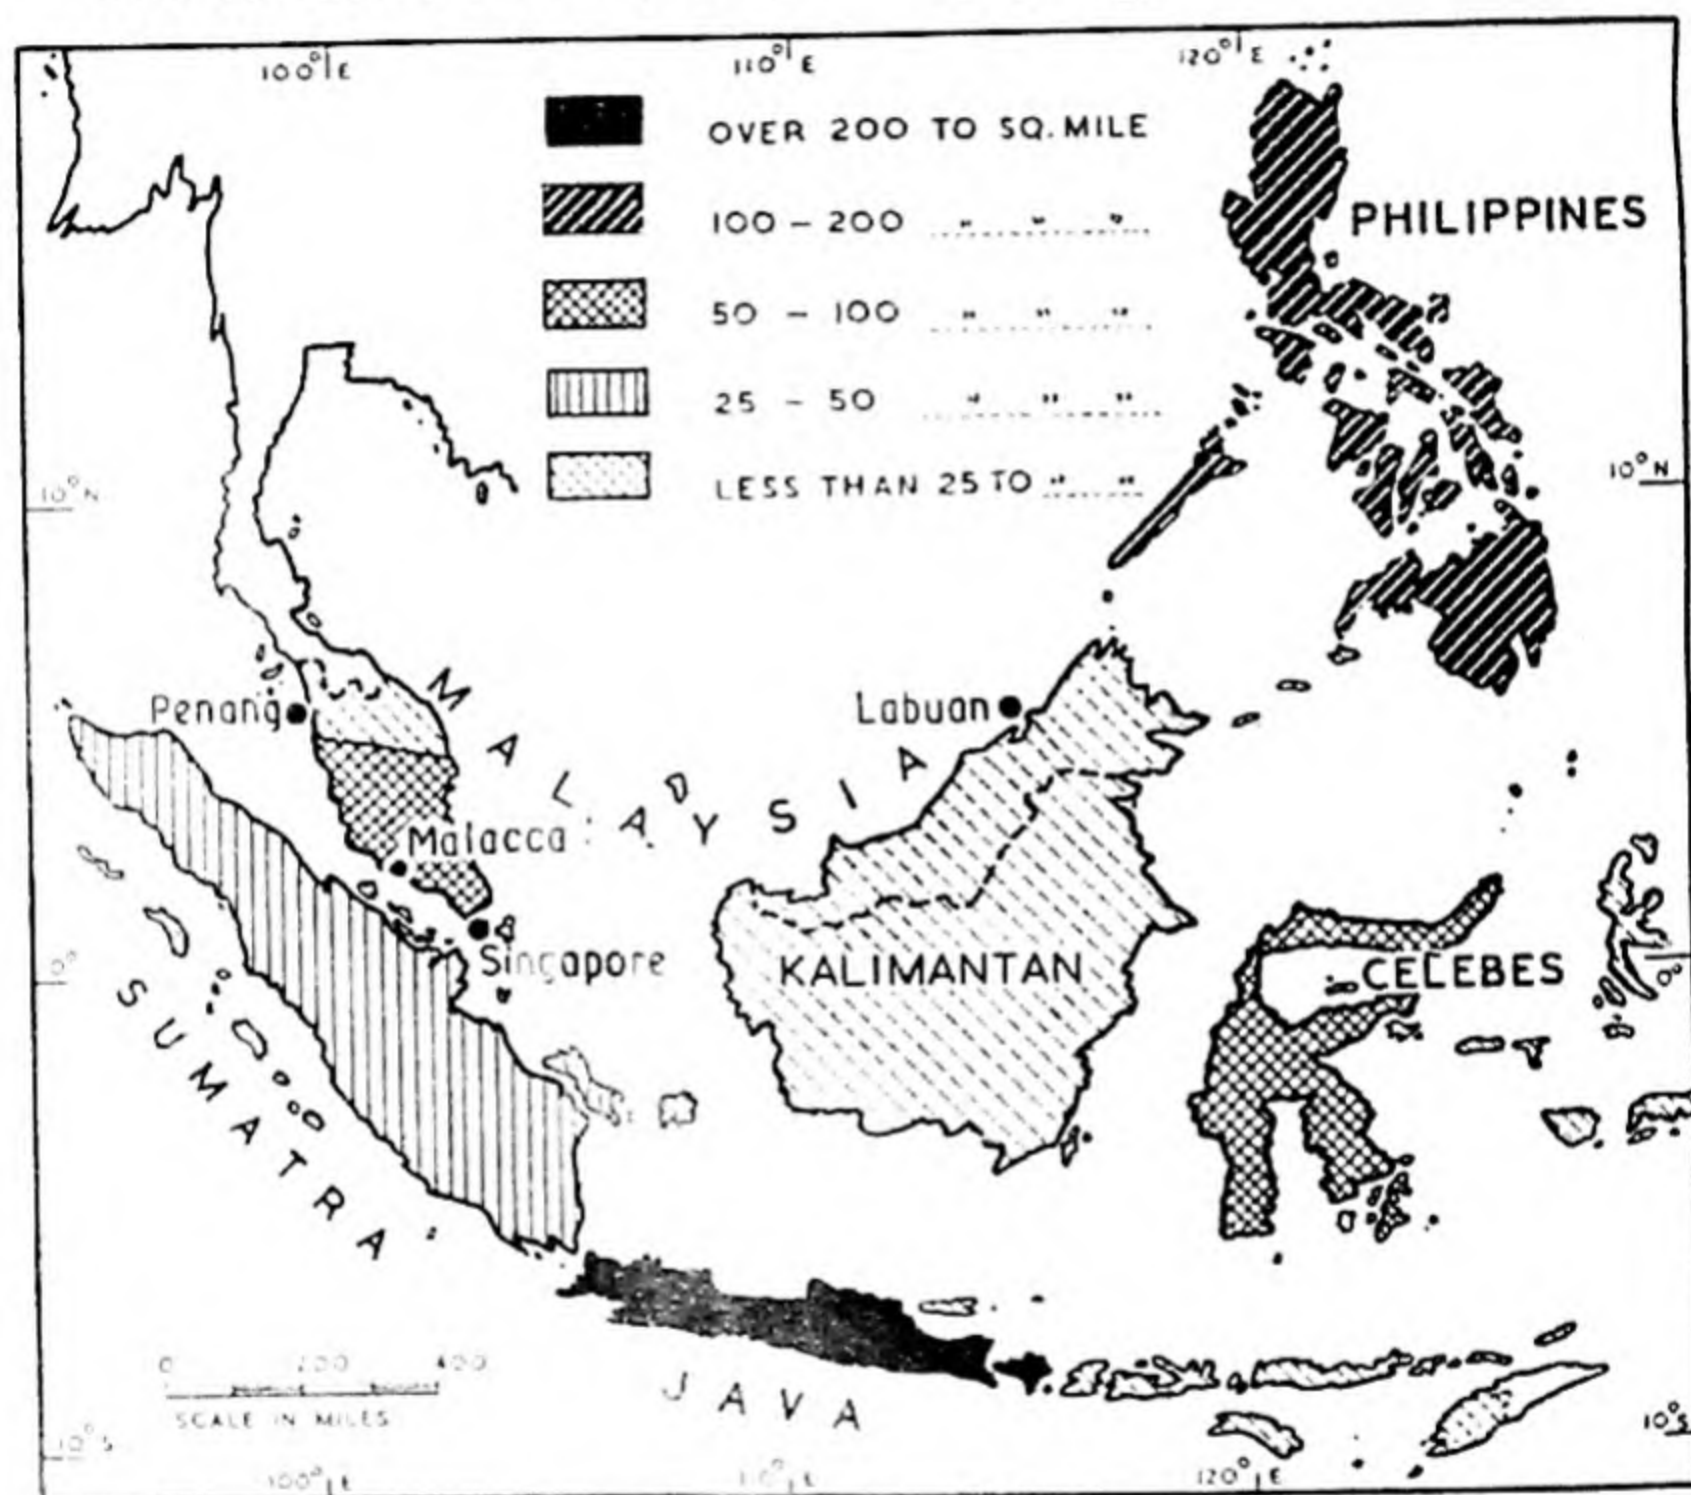 100° E 110° E 120° E
OVER 200 TO SQ. MILE
100 – 200 " " "
50 – 100 " " "
25 – 50 " " "
LESS THAN 25 TO " "
PHILIPPINES
10° N 10° N
MALAYSIA
Penang
Labuan
Malacca
Singapore
SUMATRA
KALIMANTAN
CELEBES
0° 0°
JAVA
0 200 400
SCALE IN MILES
10° S 10° S
100° E 110° E 120° E